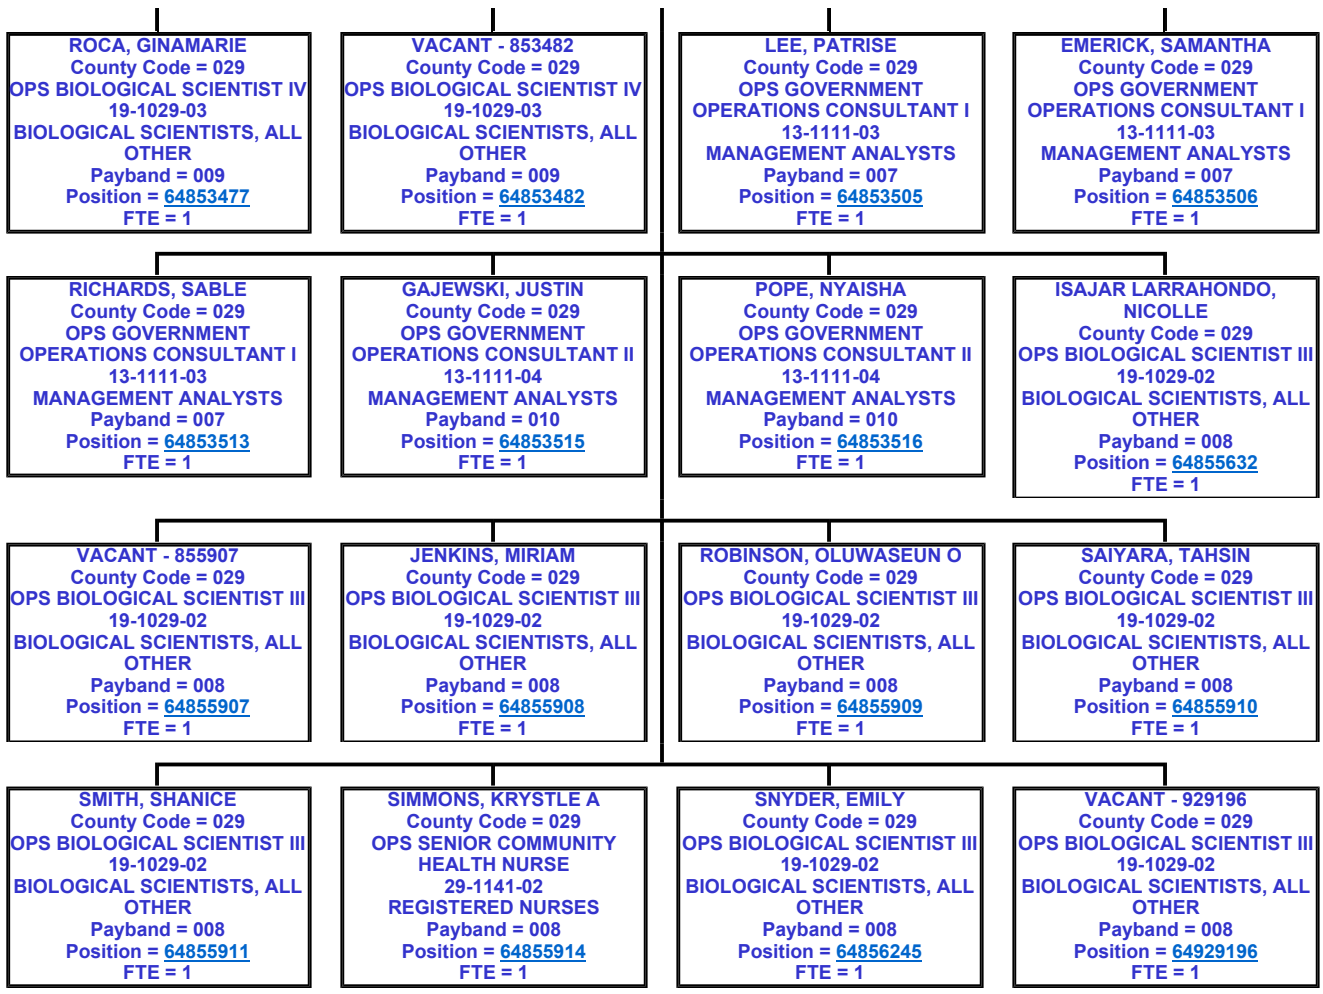 ROCA, GINAMARIE
County Code = 029
OPS BIOLOGICAL SCIENTIST IV
19-1029-03
BIOLOGICAL SCIENTISTS, ALL
OTHER
Payband = 009
Position = 64853477
FTE = 1
VACANT - 853482
County Code = 029
OPS BIOLOGICAL SCIENTIST IV
19-1029-03
BIOLOGICAL SCIENTISTS, ALL
OTHER
Payband = 009
Position = 64853482
FTE = 1
LEE, PATRISE
County Code = 029
OPS GOVERNMENT
OPERATIONS CONSULTANT I
13-1111-03
MANAGEMENT ANALYSTS
Payband = 007
Position = 64853505
FTE = 1
EMERICK, SAMANTHA
County Code = 029
OPS GOVERNMENT
OPERATIONS CONSULTANT I
13-1111-03
MANAGEMENT ANALYSTS
Payband = 007
Position = 64853506
FTE = 1
RICHARDS, SABLE
County Code = 029
OPS GOVERNMENT
OPERATIONS CONSULTANT I
13-1111-03
MANAGEMENT ANALYSTS
Payband = 007
Position = 64853513
FTE = 1
GAJEWSKI, JUSTIN
County Code = 029
OPS GOVERNMENT
OPERATIONS CONSULTANT II
13-1111-04
MANAGEMENT ANALYSTS
Payband = 010
Position = 64853515
FTE = 1
POPE, NYAISHA
County Code = 029
OPS GOVERNMENT
OPERATIONS CONSULTANT II
13-1111-04
MANAGEMENT ANALYSTS
Payband = 010
Position = 64853516
FTE = 1
ISAJAR LARRAHONDO,
NICOLLE
County Code = 029
OPS BIOLOGICAL SCIENTIST III
19-1029-02
BIOLOGICAL SCIENTISTS, ALL
OTHER
Payband = 008
Position = 64855632
FTE = 1
VACANT - 855907
County Code = 029
OPS BIOLOGICAL SCIENTIST III
19-1029-02
BIOLOGICAL SCIENTISTS, ALL
OTHER
Payband = 008
Position = 64855907
FTE = 1
JENKINS, MIRIAM
County Code = 029
OPS BIOLOGICAL SCIENTIST III
19-1029-02
BIOLOGICAL SCIENTISTS, ALL
OTHER
Payband = 008
Position = 64855908
FTE = 1
ROBINSON, OLUWASEUN O
County Code = 029
OPS BIOLOGICAL SCIENTIST III
19-1029-02
BIOLOGICAL SCIENTISTS, ALL
OTHER
Payband = 008
Position = 64855909
FTE = 1
SAIYARA, TAHSIN
County Code = 029
OPS BIOLOGICAL SCIENTIST III
19-1029-02
BIOLOGICAL SCIENTISTS, ALL
OTHER
Payband = 008
Position = 64855910
FTE = 1
SMITH, SHANICE
County Code = 029
OPS BIOLOGICAL SCIENTIST III
19-1029-02
BIOLOGICAL SCIENTISTS, ALL
OTHER
Payband = 008
Position = 64855911
FTE = 1
SIMMONS, KRYSTLE A
County Code = 029
OPS SENIOR COMMUNITY
HEALTH NURSE
29-1141-02
REGISTERED NURSES
Payband = 008
Position = 64855914
FTE = 1
SNYDER, EMILY
County Code = 029
OPS BIOLOGICAL SCIENTIST III
19-1029-02
BIOLOGICAL SCIENTISTS, ALL
OTHER
Payband = 008
Position = 64856245
FTE = 1
VACANT - 929196
County Code = 029
OPS BIOLOGICAL SCIENTIST III
19-1029-02
BIOLOGICAL SCIENTISTS, ALL
OTHER
Payband = 008
Position = 64929196
FTE = 1